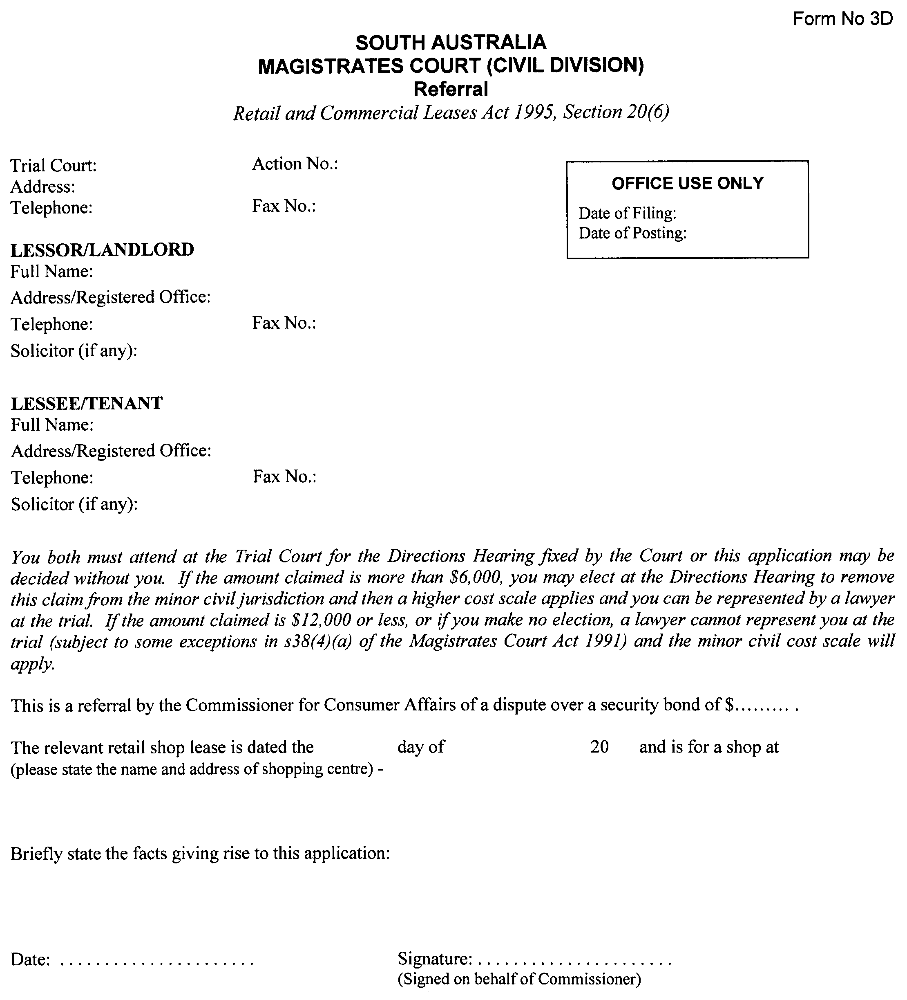 Form No 3D
SOUTH AUSTRALIA
MAGISTRATES COURT (CIVIL DIVISION)
Referral
Retail and Commercial Leases Act 1995, Section 20(6)
Trial Court: Action No.:
Address:
Telephone: Fax No.:
OFFICE USE ONLY
Date of Filing:
Date of Posting:
LESSOR/LANDLORD
Full Name:
Address/Registered Office:
Telephone: Fax No.:
Solicitor (if any):
LESSEE/TENANT
Full Name:
Address/Registered Office:
Telephone: Fax No.:
Solicitor (if any):
You both must attend at the Trial Court for the Directions Hearing fixed by the Court or this application may be
decided without you. If the amount claimed is more than $6,000, you may elect at the Directions Hearing to remove
this claim from the minor civil jurisdiction and then a higher cost scale applies and you can be represented by a lawyer
at the trial. If the amount claimed is $12,000 or less, or if you make no election, a lawyer cannot represent you at the
trial (subject to some exceptions in s38(4)(a) of the Magistrates Court Act 1991) and the minor civil cost scale will
apply.
This is a referral by the Commissioner for Consumer Affairs of a dispute over a security bond of $.......... .
The relevant retail shop lease is dated the day of 20 and is for a shop at
(please state the name and address of shopping centre) -
Briefly state the facts giving rise to this application:
Date: . . . . . . . . . . . . . . . . . . . . . . Signature: . . . . . . . . . . . . . . . . . . . . . .
(Signed on behalf of Commissioner)